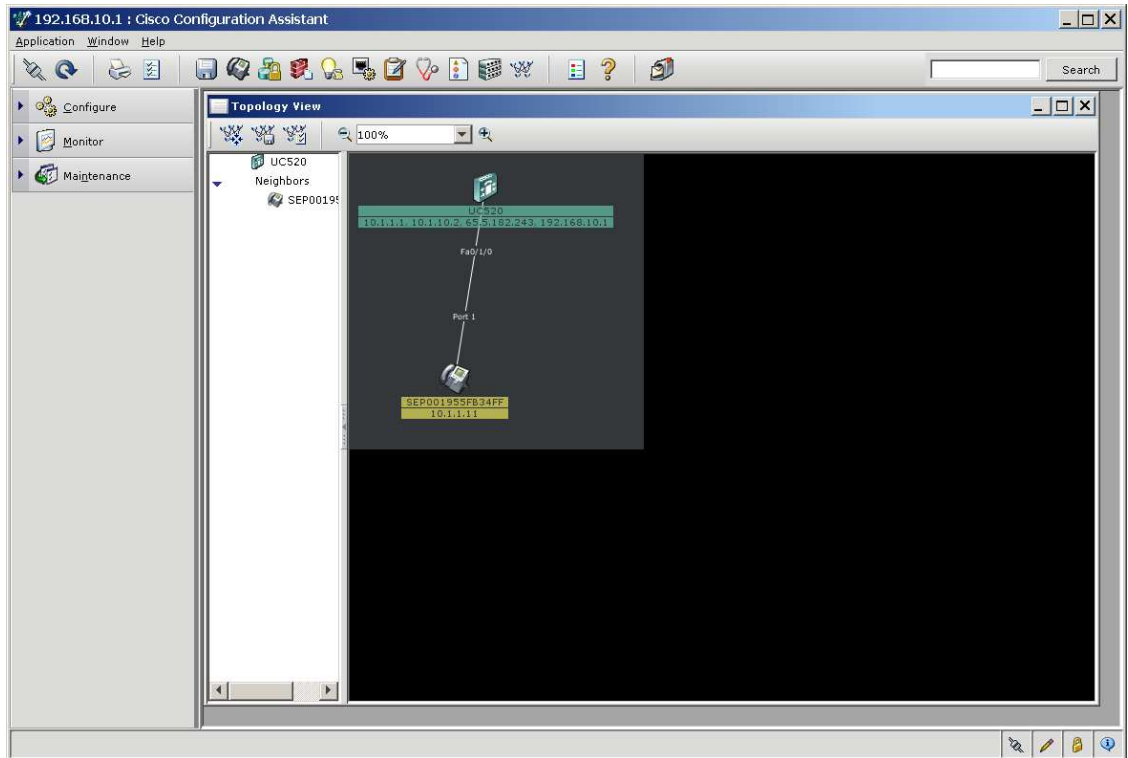 192.168.10.1 : Cisco Configuration Assistant
Application Window Help
Search
Configure
Monitor
Maintenance
Topology View
100%
UC520
Neighbors
SEP00195
UC520
10.1.1.1, 10.1.10.2, 65.5.182.243, 192.168.10.1
Fa0/1/0
Port 1
SEP001955FB34FF
10.1.1.11